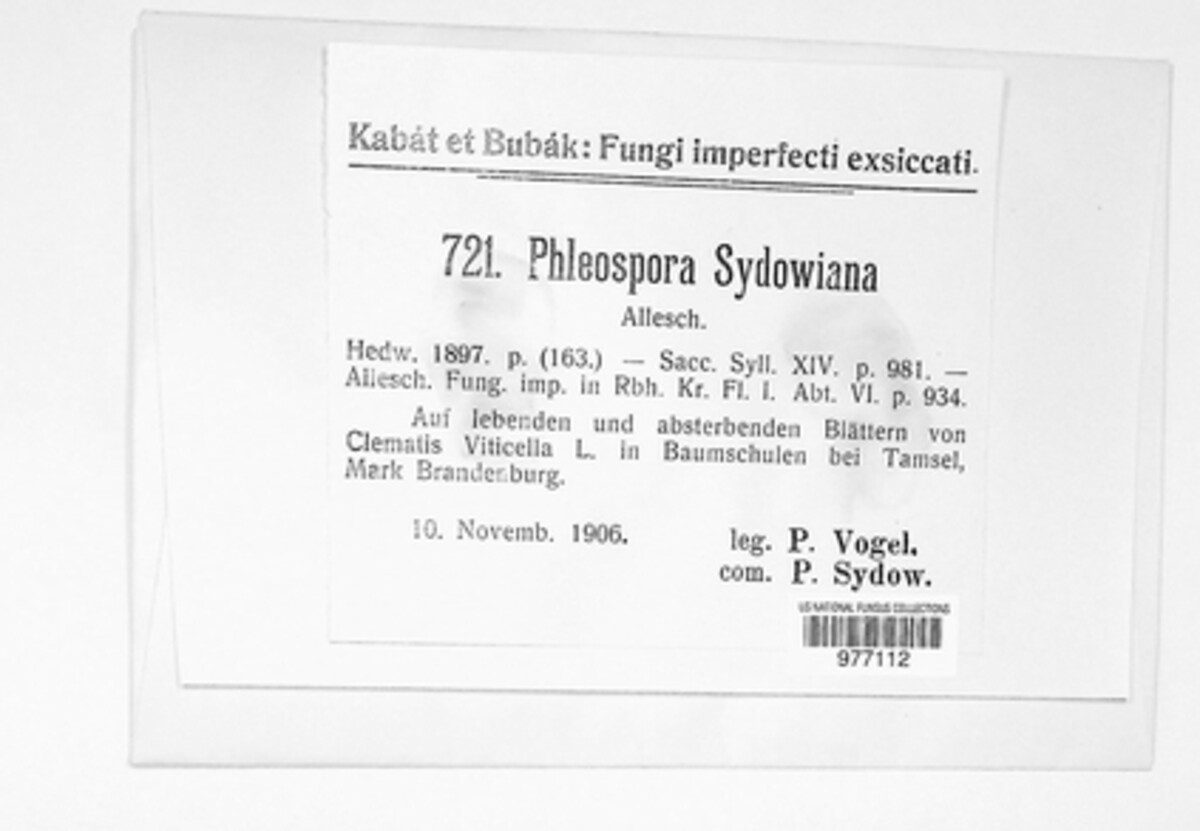 Kabát et Bubák: Fungi imperfecti exsiccati.
721. Phleospora Sydowiana
Allesch.
Hedw. 1897. p. (163.) — Sacc. Syll. XIV. p. 981. —
Allesch. Fung. imp. in Rbh. Kr. Fl. I. Abt. VI. p. 934.
Auf lebenden und absterbenden Blättern von
Clematis Viticella L. in Baumschulen bei Tamsel,
Mark Brandenburg.
10. Novemb. 1906.
leg. P. Vogel.
com. P. Sydow.
US NATIONAL FUNGUS COLLECTIONS
977112